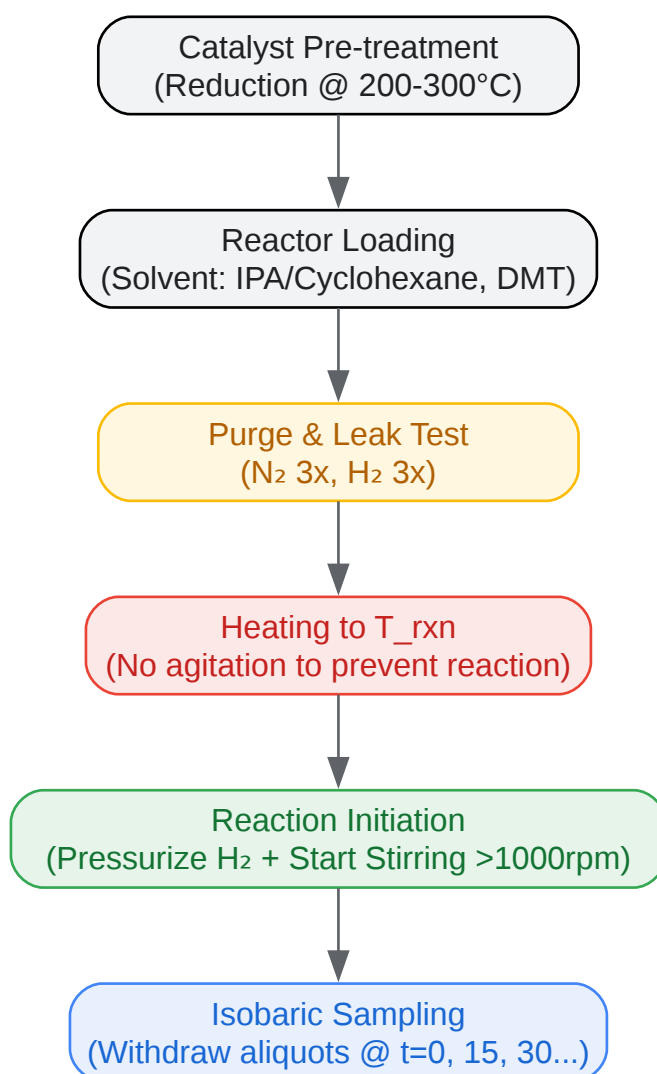 Catalyst Pre-treatment
(Reduction @ 200-300°C)
Reactor Loading
(Solvent: IPA/Cyclohexane, DMT)
Purge & Leak Test
(N₂ 3x, H₂ 3x)
Heating to T_rxn
(No agitation to prevent reaction)
Reaction Initiation
(Pressurize H₂ + Start Stirring >1000rpm)
Isobaric Sampling
(Withdraw aliquots @ t=0, 15, 30...)